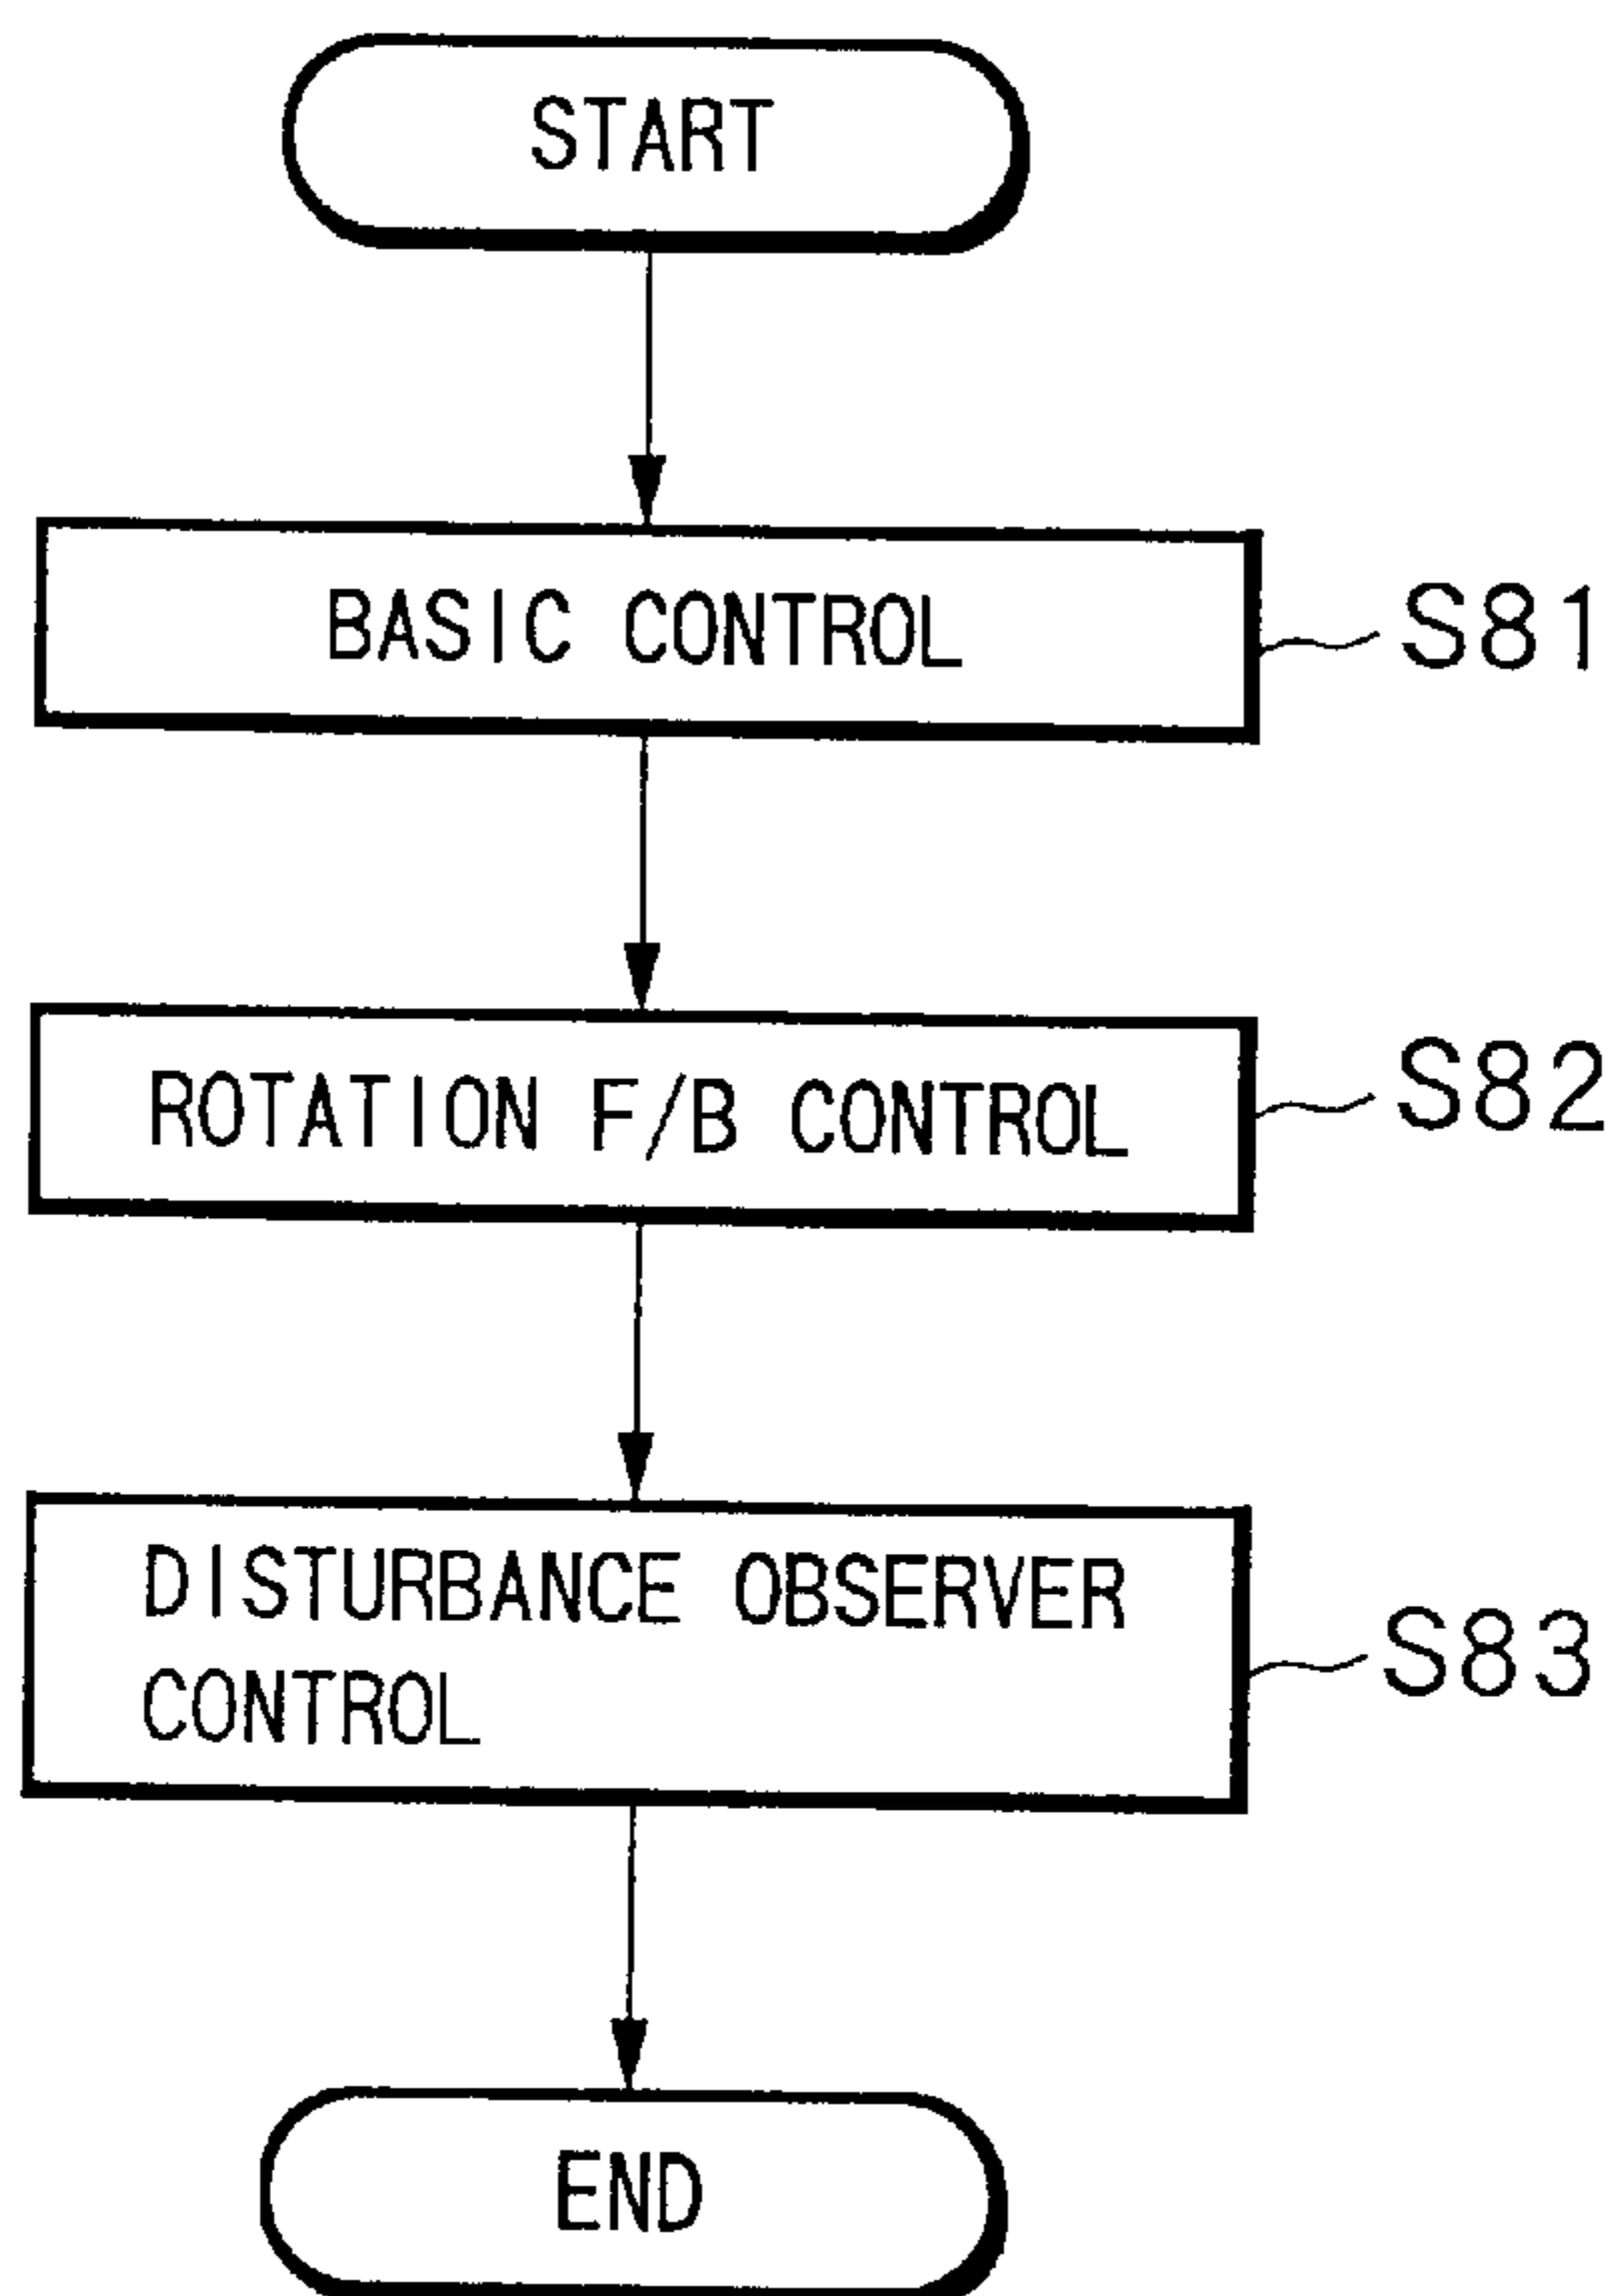 START
BASIC CONTROL
S81
ROTATION F/B CONTROL
S82
DISTURBANCE OBSERVER
CONTROL
S83
END